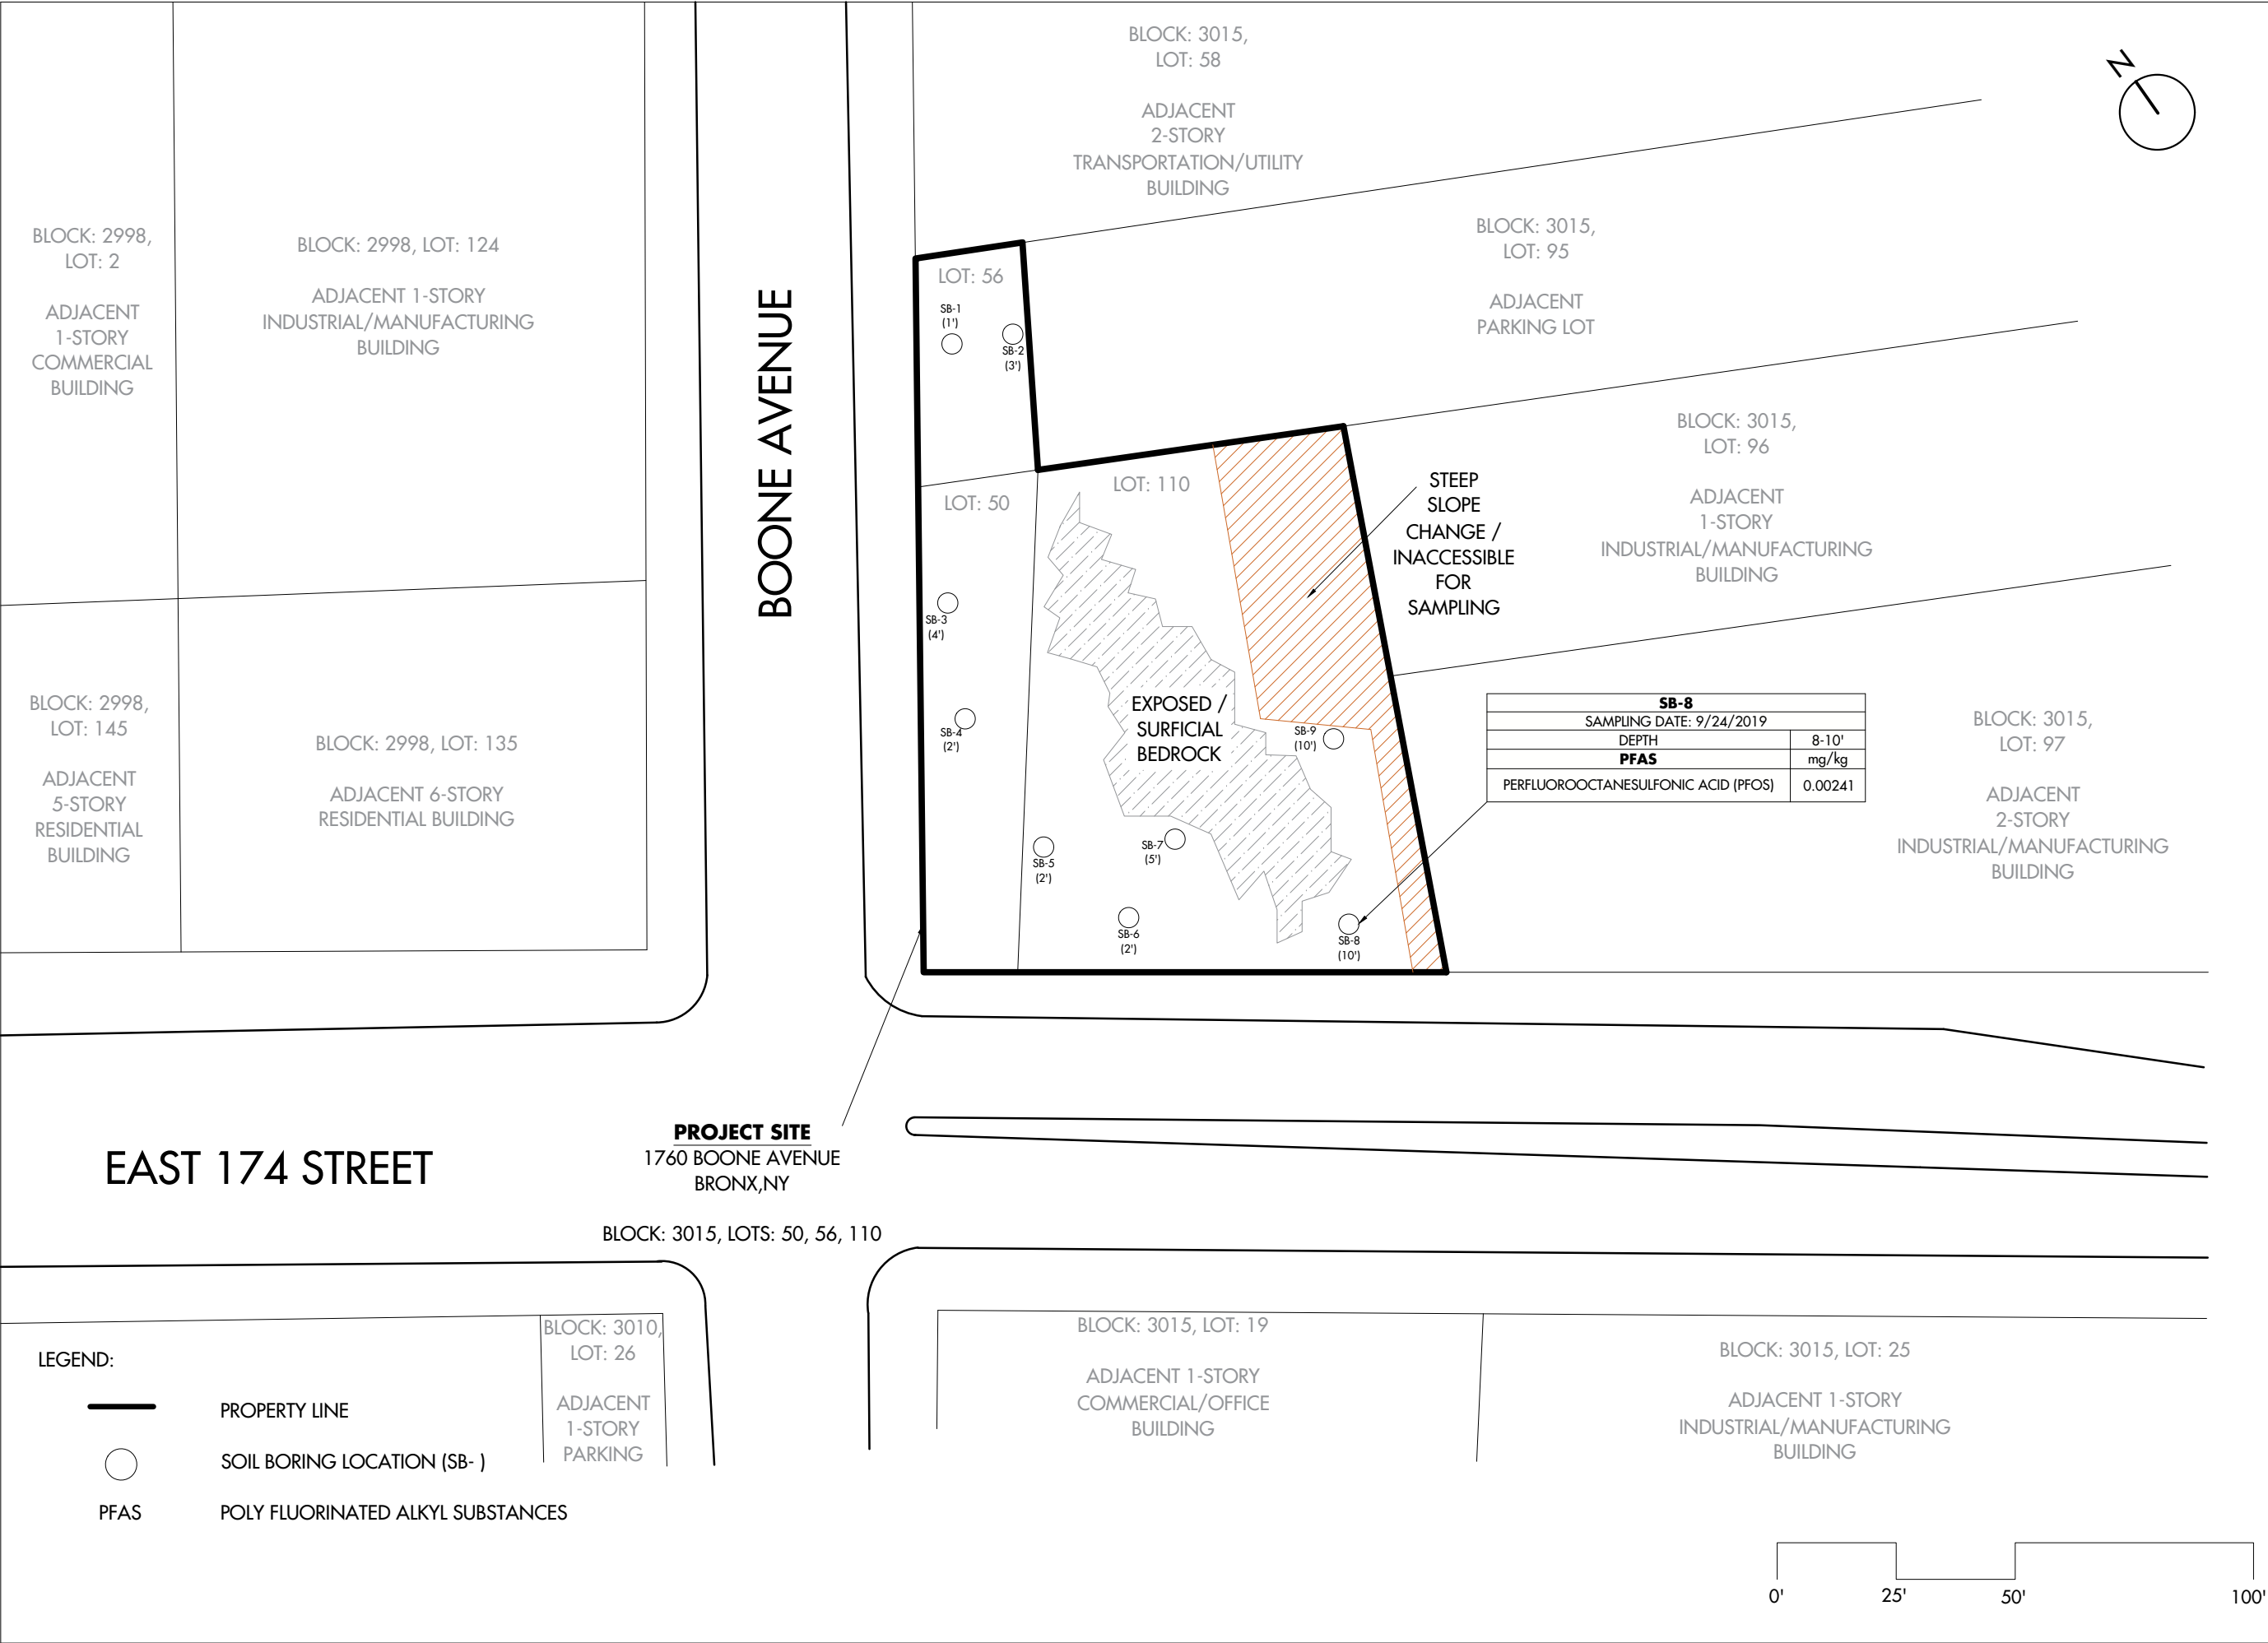 BLOCK: 3015,
LOT: 58
ADJACENT
2-STORY
TRANSPORTATION/UTILITY
BUILDING
N
BLOCK: 2998,
LOT: 2
ADJACENT
1-STORY
COMMERCIAL
BUILDING
BLOCK: 2998, LOT: 124
ADJACENT 1-STORY
INDUSTRIAL/MANUFACTURING
BUILDING
BOONE AVENUE
LOT: 56
SB-1
(1')
SB-2
(3')
BLOCK: 3015,
LOT: 95
ADJACENT
PARKING LOT
BLOCK: 3015,
LOT: 96
ADJACENT
1-STORY
INDUSTRIAL/MANUFACTURING
BUILDING
LOT: 50
LOT: 110
STEEP
SLOPE
CHANGE /
INACCESSIBLE
FOR
SAMPLING
SB-3
(4')
SB-4
(2')
EXPOSED /
SURFICIAL
BEDROCK
SB-9
(10')
SB-5
(2')
SB-7
(5')
SB-6
(2')
SB-8
(10')
SB-8
SAMPLING DATE: 9/24/2019
DEPTH 8-10'
PFAS mg/kg
PERFLUOROOCTANESULFONIC ACID (PFOS) 0.00241
BLOCK: 3015,
LOT: 97
ADJACENT
2-STORY
INDUSTRIAL/MANUFACTURING
BUILDING
BLOCK: 2998,
LOT: 145
ADJACENT
5-STORY
RESIDENTIAL
BUILDING
BLOCK: 2998, LOT: 135
ADJACENT 6-STORY
RESIDENTIAL BUILDING
EAST 174 STREET
PROJECT SITE
1760 BOONE AVENUE
BRONX,NY
BLOCK: 3015, LOTS: 50, 56, 110
BLOCK: 3010,
LOT: 26
ADJACENT
1-STORY
PARKING
BLOCK: 3015, LOT: 19
ADJACENT 1-STORY
COMMERCIAL/OFFICE
BUILDING
BLOCK: 3015, LOT: 25
ADJACENT 1-STORY
INDUSTRIAL/MANUFACTURING
BUILDING
LEGEND:
PROPERTY LINE
SOIL BORING LOCATION (SB- )
PFAS POLY FLUORINATED ALKYL SUBSTANCES
0' 25' 50' 100'